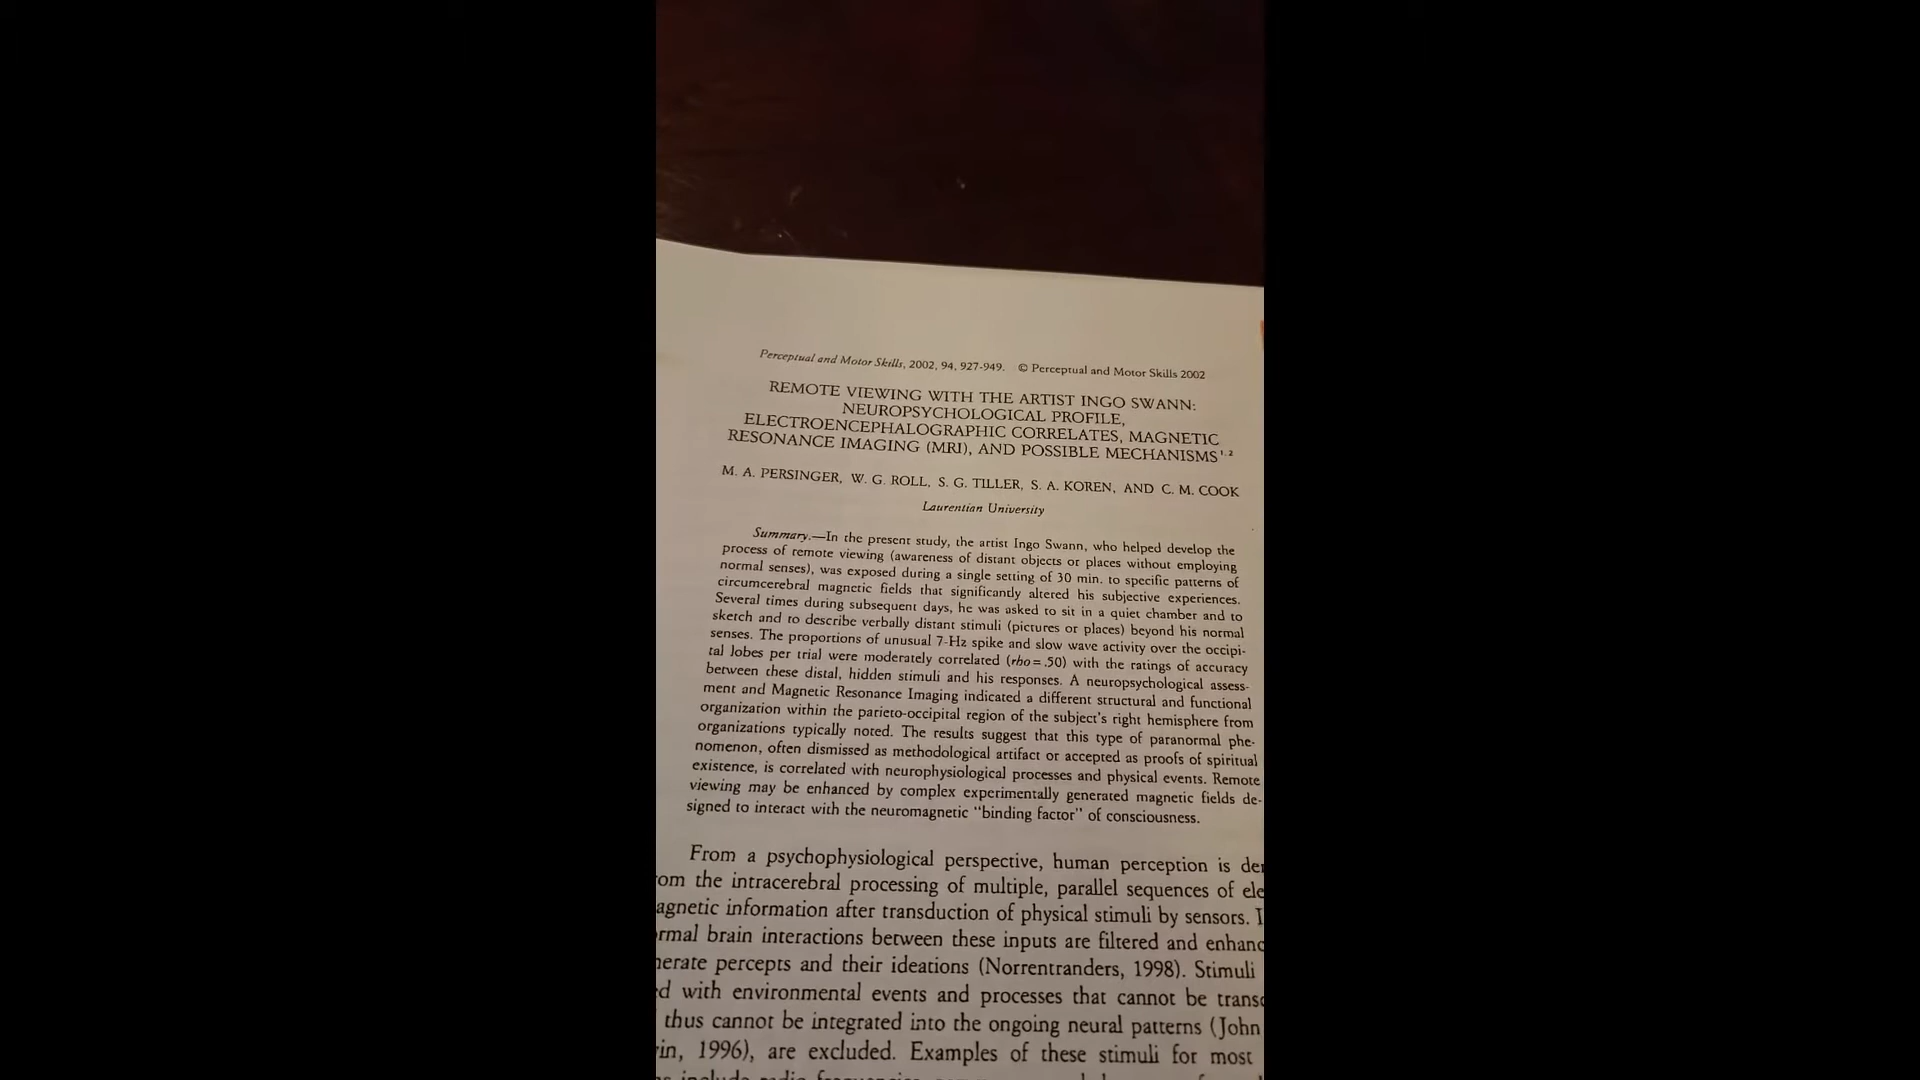 Perceptual and Motor Skills, 2002, 94, 927-949. © Perceptual and Motor Skills 2002
REMOTE VIEWING WITH THE ARTIST INGO SWANN:
NEUROPSYCHOLOGICAL PROFILE,
ELECTROENCEPHALOGRAPHIC CORRELATES, MAGNETIC
RESONANCE IMAGING (MRI), AND POSSIBLE MECHANISMS¹,²
M. A. PERSINGER, W. G. ROLL, S. G. TILLER, S. A. KOREN, AND C. M. COOK
Laurentian University
Summary.—In the present study, the artist Ingo Swann, who helped develop the
process of remote viewing (awareness of distant objects or places without employing
normal senses), was exposed during a single setting of 30 min. to specific patterns of
circumcerebral magnetic fields that significantly altered his subjective experiences.
Several times during subsequent days, he was asked to sit in a quiet chamber and to
sketch and to describe verbally distant stimuli (pictures or places) beyond his normal
senses. The proportions of unusual 7-Hz spike and slow wave activity over the occipi-
tal lobes per trial were moderately correlated (rho = .50) with the ratings of accuracy
between these distal, hidden stimuli and his responses. A neuropsychological assess-
ment and Magnetic Resonance Imaging indicated a different structural and functional
organization within the parieto-occipital region of the subject's right hemisphere from
organizations typically noted. The results suggest that this type of paranormal phe-
nomenon, often dismissed as methodological artifact or accepted as proofs of spiritual
existence, is correlated with neurophysiological processes and physical events. Remote
viewing may be enhanced by complex experimentally generated magnetic fields de-
signed to interact with the neuromagnetic "binding factor" of consciousness.
From a psychophysiological perspective, human perception is
om the intracerebral processing of multiple, parallel sequences of ele
agnetic information after transduction of physical stimuli by sensors. I
rmal brain interactions between these inputs are filtered and enhanc
nerate percepts and their ideations (Norrentranders, 1998). Stimuli
d with environmental events and processes that cannot be trans
thus cannot be integrated into the ongoing neural patterns (John
in, 1996), are excluded. Examples of these stimuli for most
include radio